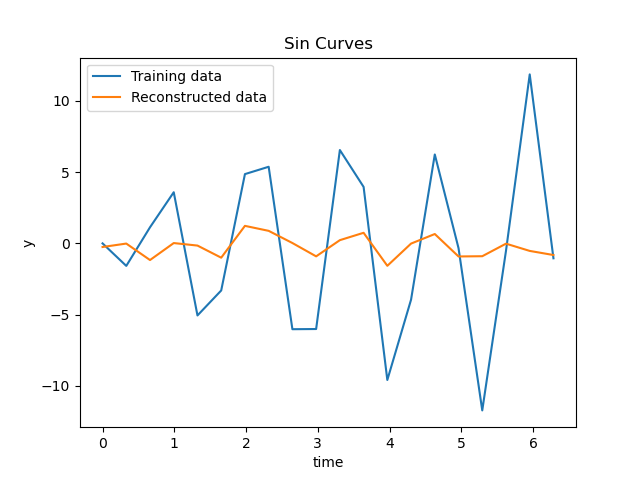 Sin Curves
Training data
Reconstructed data
10
5
0
−5
−10
y
0 1 2 3 4 5 6
time